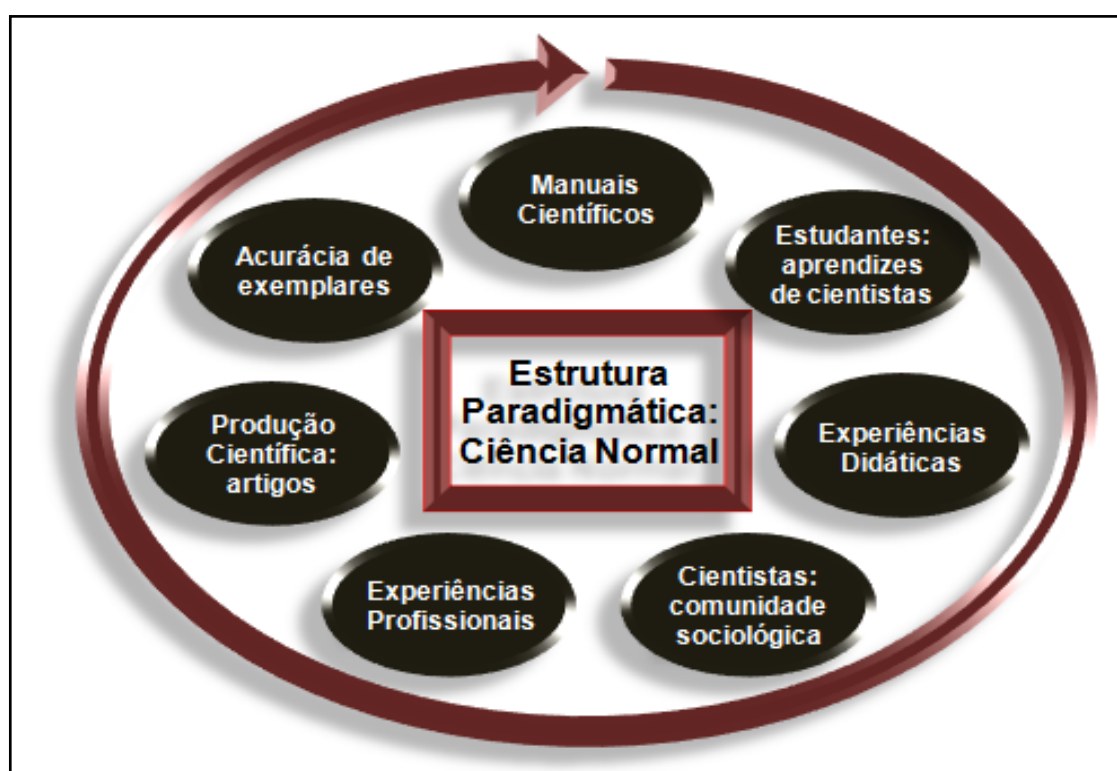 Manuais
Científicos
Estudantes:
aprendizes
de cientistas
Experiências
Didáticas
Cientistas:
comunidade
sociológica
Experiências
Profissionais
Produção
Científica:
artigos
Acurácia de
exemplares
Estrutura
Paradigmática:
Ciência Normal